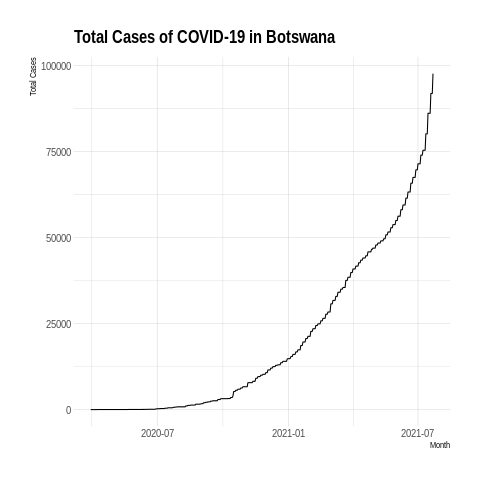 Total Cases of COVID-19 in Botswana
Total Cases
100000
75000
50000
25000
0
2020-07
2021-01
2021-07
Month